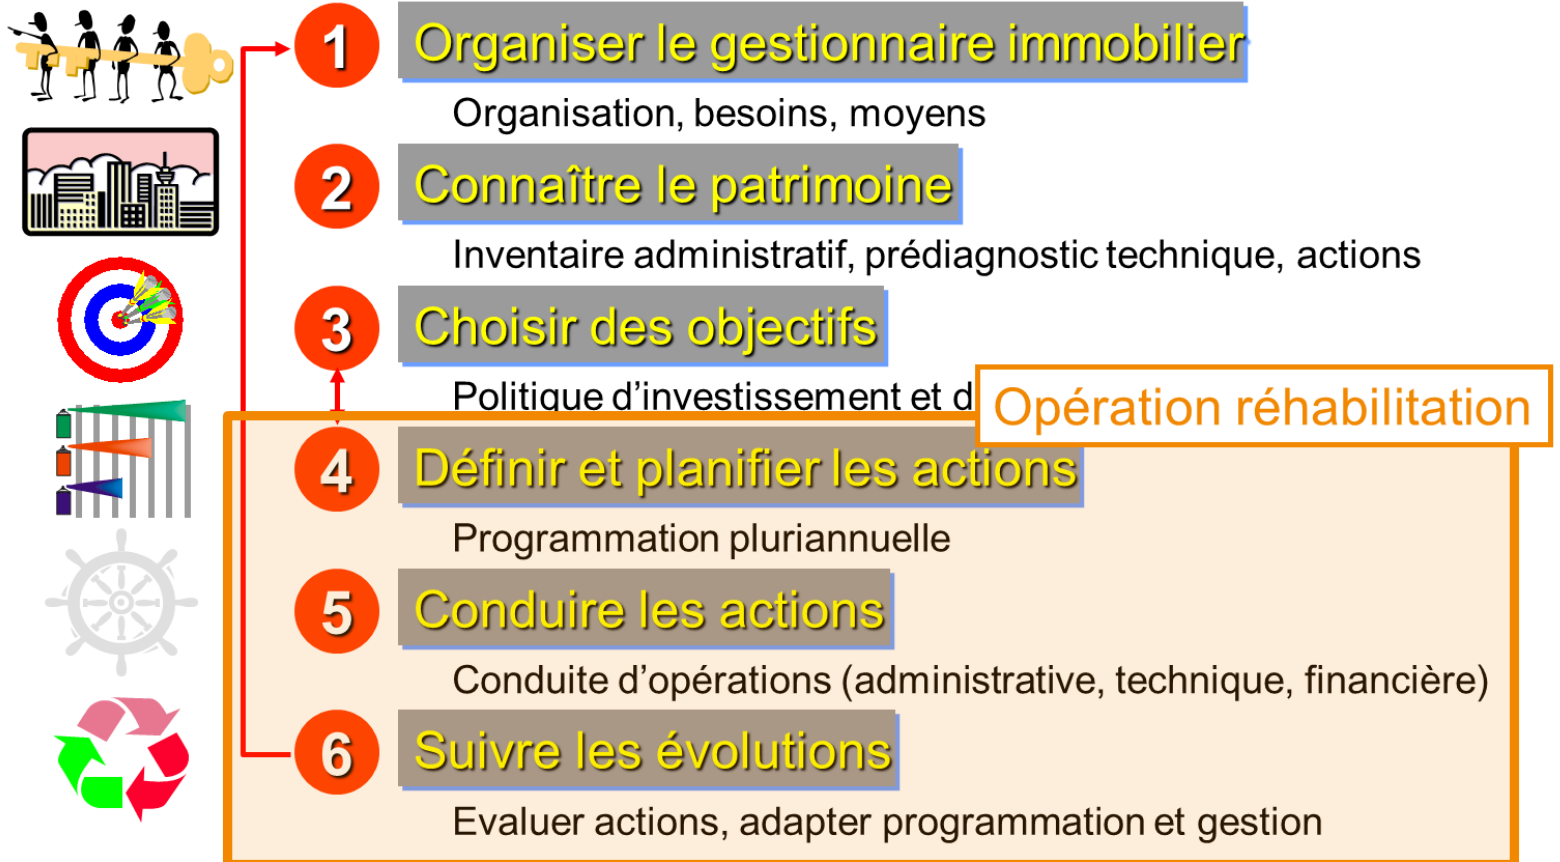 1 Organiser le gestionnaire immobilier
Organisation, besoins, moyens
2 Connaître le patrimoine
Inventaire administratif, prédiagnostic technique, actions
3 Choisir des objectifs
Politique d'investissement et d
Opération réhabilitation
4 Définir et planifier les actions
Programmation pluriannuelle
5 Conduire les actions
Conduite d'opérations (administrative, technique, financière)
6 Suivre les évolutions
Evaluer actions, adapter programmation et gestion